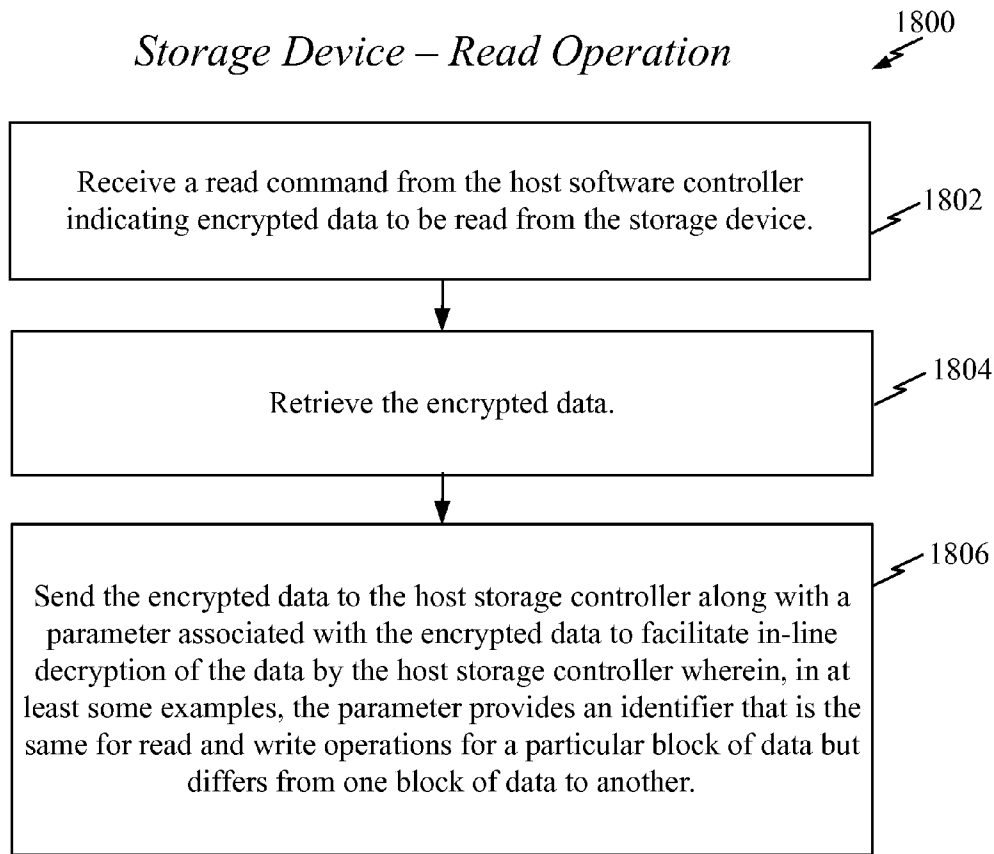 Storage Device – Read Operation
1800
Receive a read command from the host software controller
indicating encrypted data to be read from the storage device.
1802
Retrieve the encrypted data.
1804
Send the encrypted data to the host storage controller along with a
parameter associated with the encrypted data to facilitate in-line
decryption of the data by the host storage controller wherein, in at
least some examples, the parameter provides an identifier that is the
same for read and write operations for a particular block of data but
differs from one block of data to another.
1806